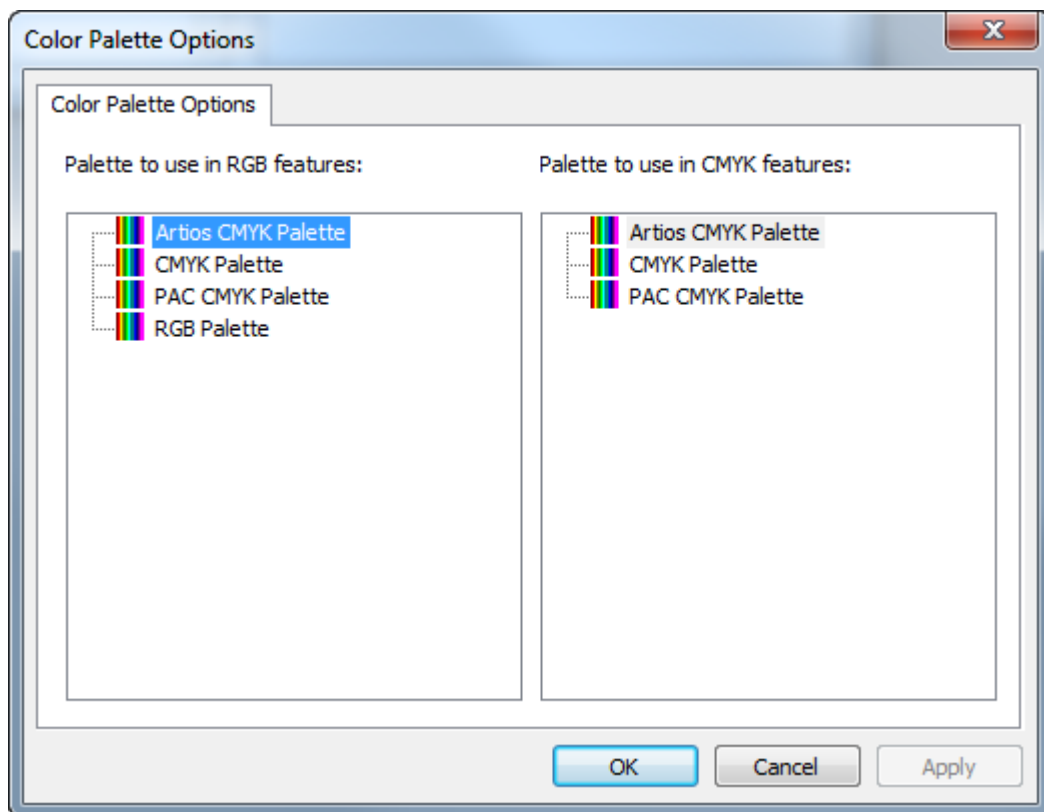 Color Palette Options
Color Palette Options
Palette to use in RGB features:
Artios CMYK Palette
CMYK Palette
PAC CMYK Palette
RGB Palette
Palette to use in CMYK features:
Artios CMYK Palette
CMYK Palette
PAC CMYK Palette
OK
Cancel
Apply